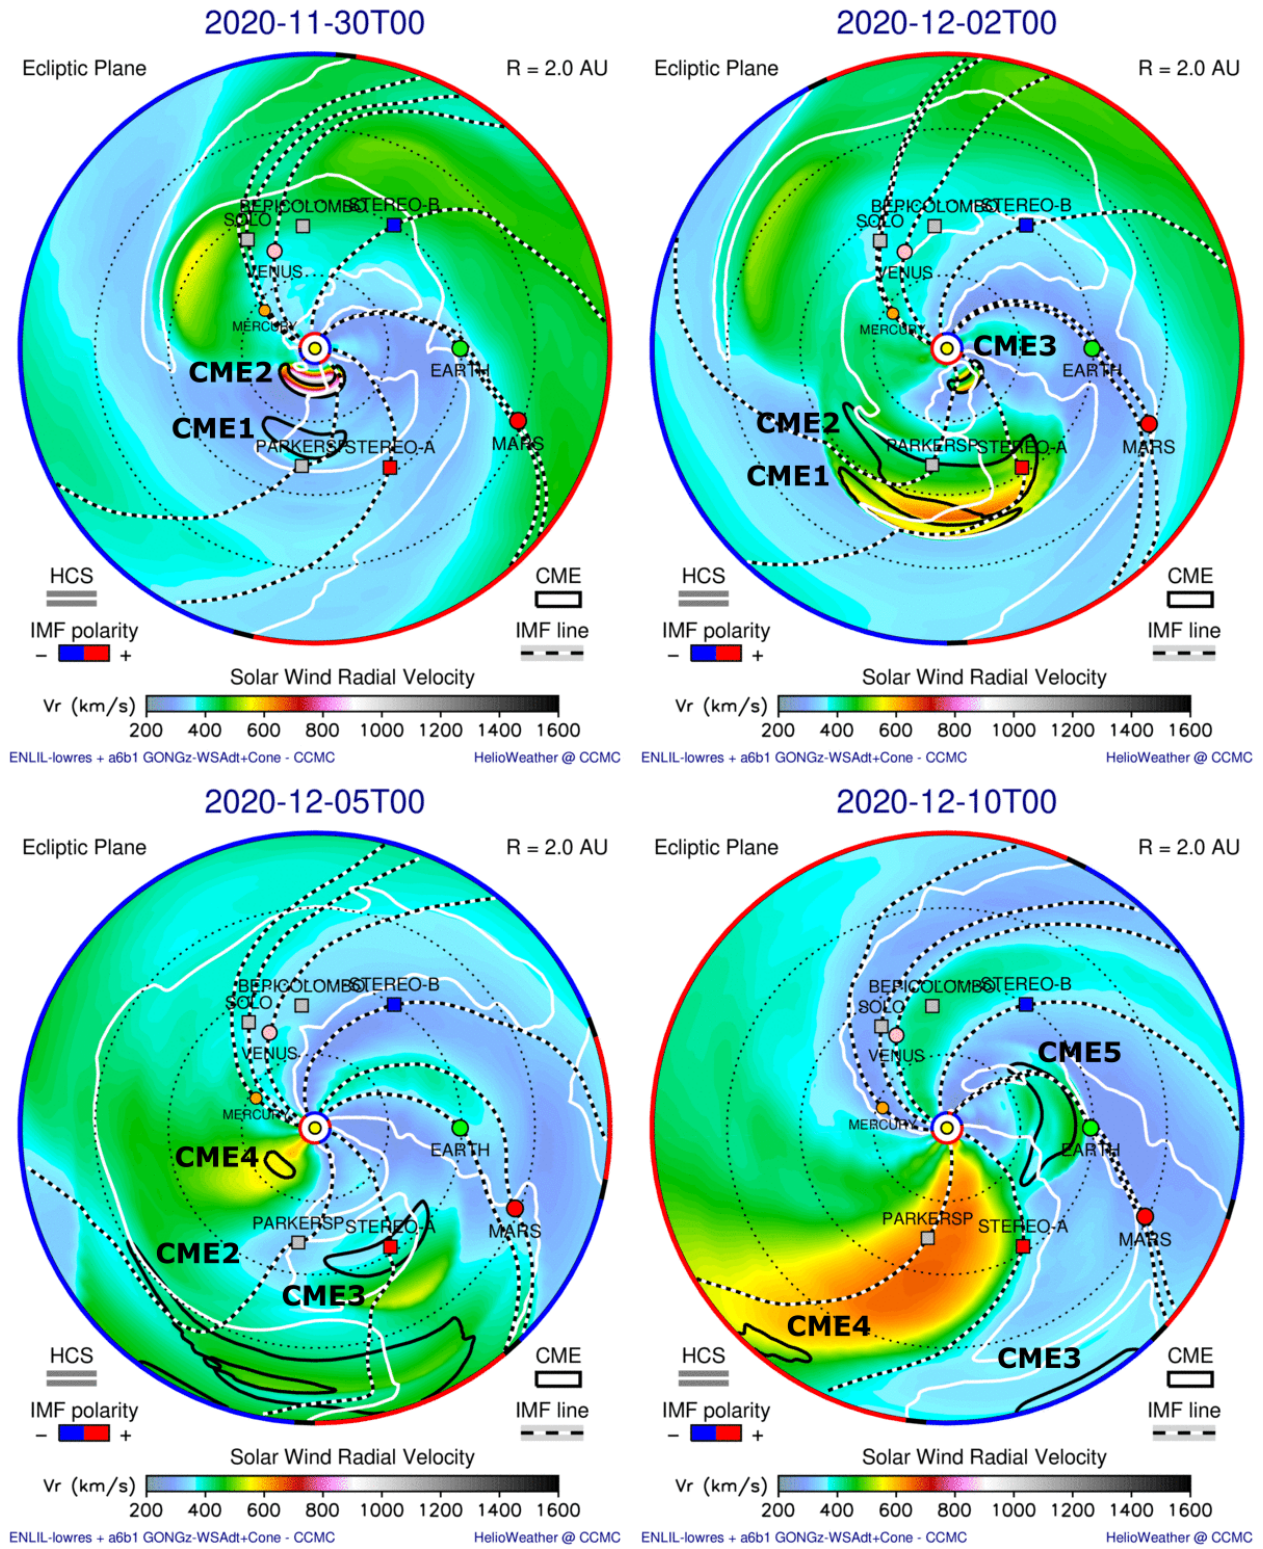 2020-11-30T00
Ecliptic Plane
R = 2.0 AU
BEPICOLOMBO
STEREO-B
SOLO
VENUS
MERCURY
CME2
EARTH
CME1
PARKERSP
STEREO-A
MARS
HCS
CME
IMF polarity
IMF line
− +
Solar Wind Radial Velocity
Vr (km/s)
200 400 600 800 1000 1200 1400 1600
ENLIL-lowres + a6b1 GONGz-WSAdt+Cone - CCMC
HelioWeather @ CCMC
2020-12-02T00
Ecliptic Plane
R = 2.0 AU
BEPICOLOMBO
STEREO-B
SOLO
VENUS
MERCURY
CME3
EARTH
CME2
PARKERSP
STEREO-A
MARS
CME1
HCS
CME
IMF polarity
IMF line
− +
Solar Wind Radial Velocity
Vr (km/s)
200 400 600 800 1000 1200 1400 1600
ENLIL-lowres + a6b1 GONGz-WSAdt+Cone - CCMC
HelioWeather @ CCMC
2020-12-05T00
Ecliptic Plane
R = 2.0 AU
BEPICOLOMBO
STEREO-B
SOLO
VENUS
MERCURY
EARTH
CME4
PARKERSP
STEREO-A
MARS
CME2
CME3
HCS
CME
IMF polarity
IMF line
− +
Solar Wind Radial Velocity
Vr (km/s)
200 400 600 800 1000 1200 1400 1600
ENLIL-lowres + a6b1 GONGz-WSAdt+Cone - CCMC
HelioWeather @ CCMC
2020-12-10T00
Ecliptic Plane
R = 2.0 AU
BEPICOLOMBO
STEREO-B
SOLO
CME5
VENUS
MERCURY
EARTH
PARKERSP
STEREO-A
MARS
CME4
CME3
HCS
CME
IMF polarity
IMF line
− +
Solar Wind Radial Velocity
Vr (km/s)
200 400 600 800 1000 1200 1400 1600
ENLIL-lowres + a6b1 GONGz-WSAdt+Cone - CCMC
HelioWeather @ CCMC